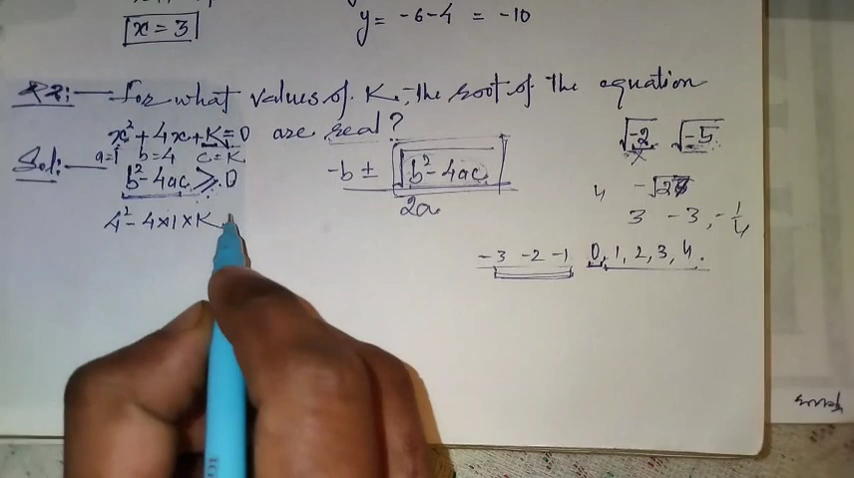 x = 3
y = -6-4 = -10
Q2:— For what values of K, the root of the equation
x² + 4x + K = 0 are real?
Sol:— a=1 b=4 c=K
b² - 4ac ≥ 0
4² - 4×1×K
-b ± √b² - 4ac
2a
√-2 √-5
3 -3, -1/4
-3 -2 -1 0, 1, 2, 3, 4.